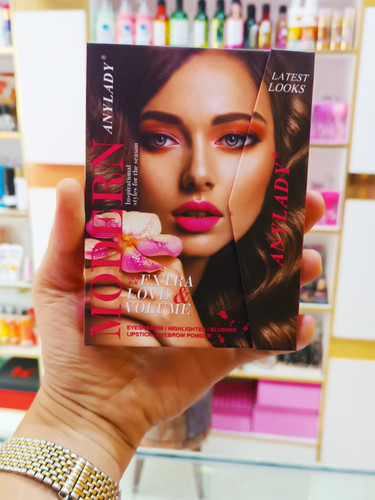 MODERN
ANYLADY®
Inspirational
styles for the season
LATEST
LOOKS
ANYLADY®
EXTRA
LOVE &
VOLUME
EYESHADOW / HIGHLIGHTER / BLUSHER
LIPSTICK / EYEBROW POWDER